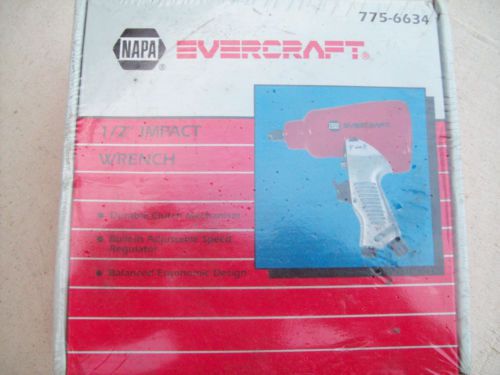 775-6634
NAPA ®
EVERCRAFT®
1/2" IMPACT
WRENCH
Durable Clutch Mechanism
Built-in Adjustable Speed
Regulator
Balanced Ergonomic Design
EVERCRAFT